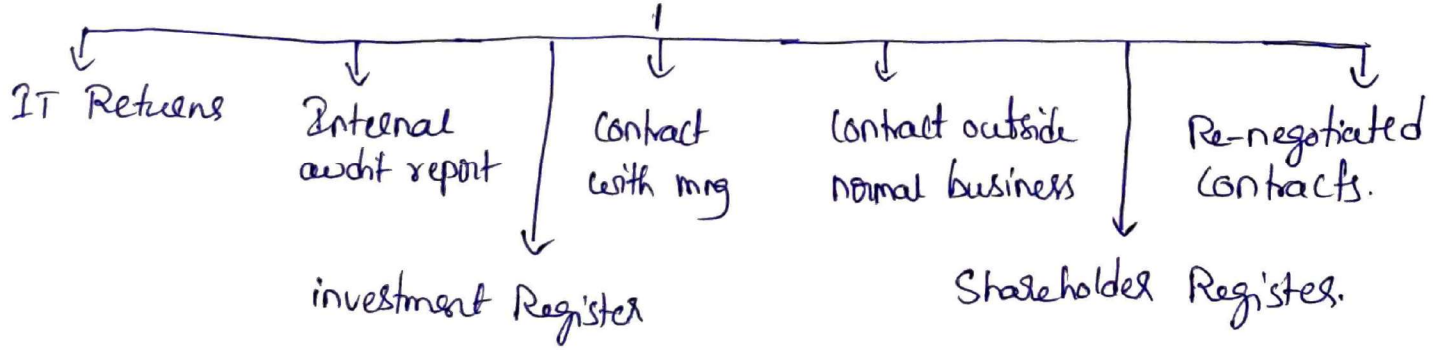 IT Returns
Internal
audit report
investment Register
Contract
with mng
Contract outside
normal business
Shareholder Register.
Re-negotiated
Contracts.